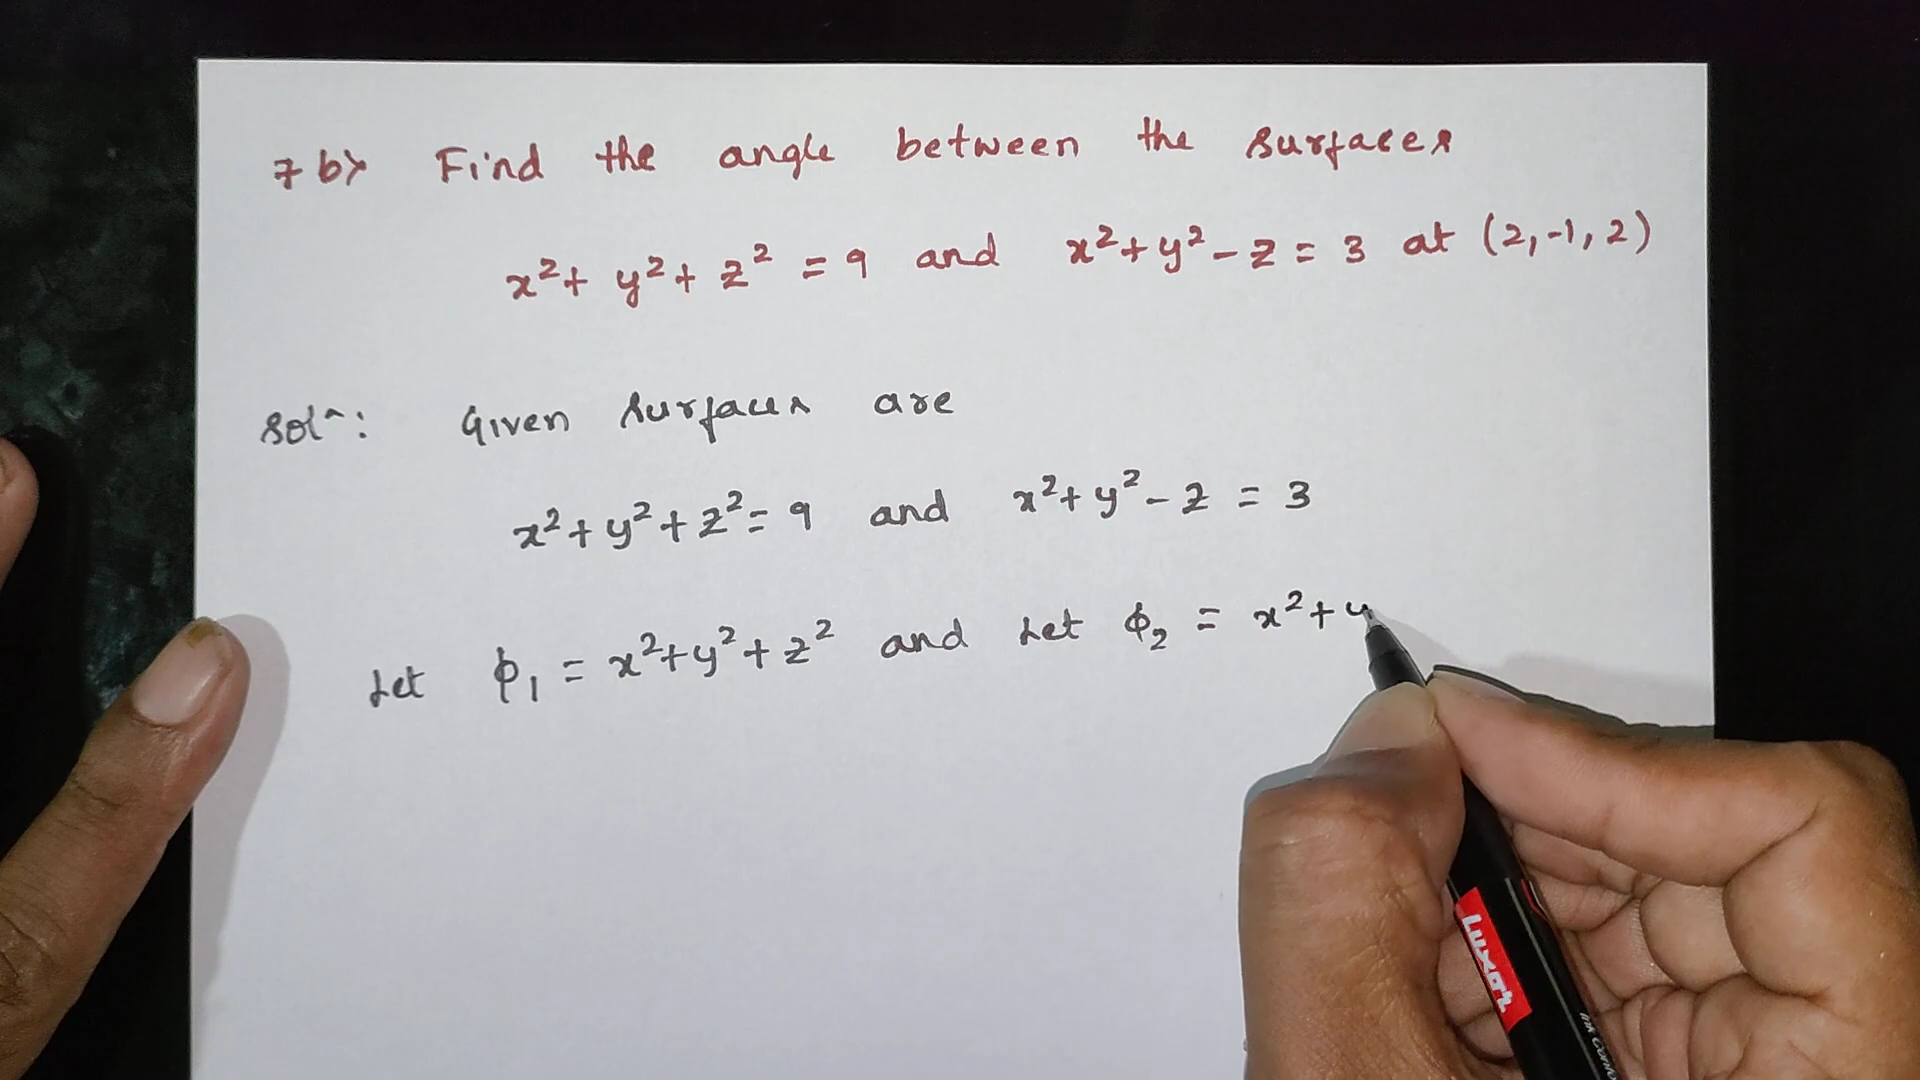 7 b) Find the angle between the surfaces
x²+ y²+ z² = 9 and x²+y²-z = 3 at (2,-1,2)
Solⁿ: Given surfaces are
x²+y²+z²= 9 and x²+y²-z = 3
Let ϕ₁ = x²+y²+z² and Let ϕ₂ = x²+y
Luxor